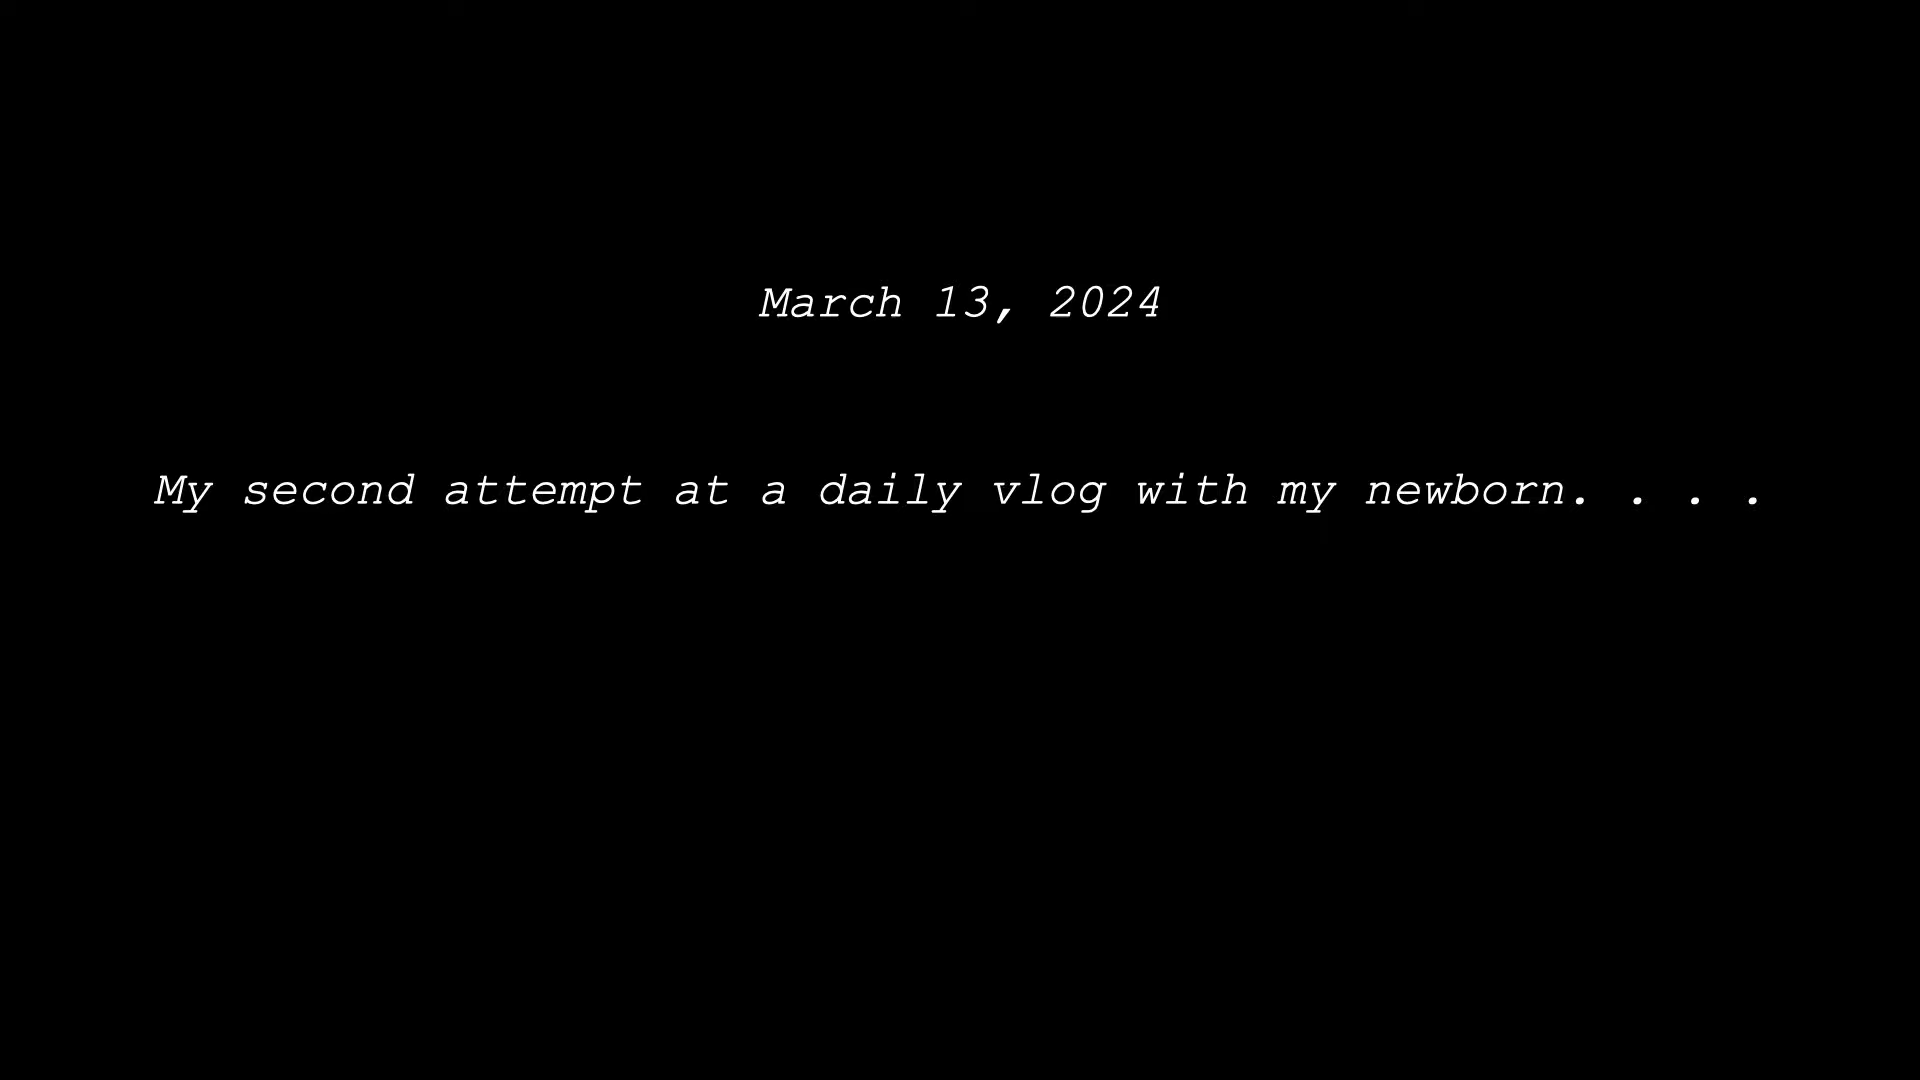 March 13, 2024
My second attempt at a daily vlog with my newborn. . . .